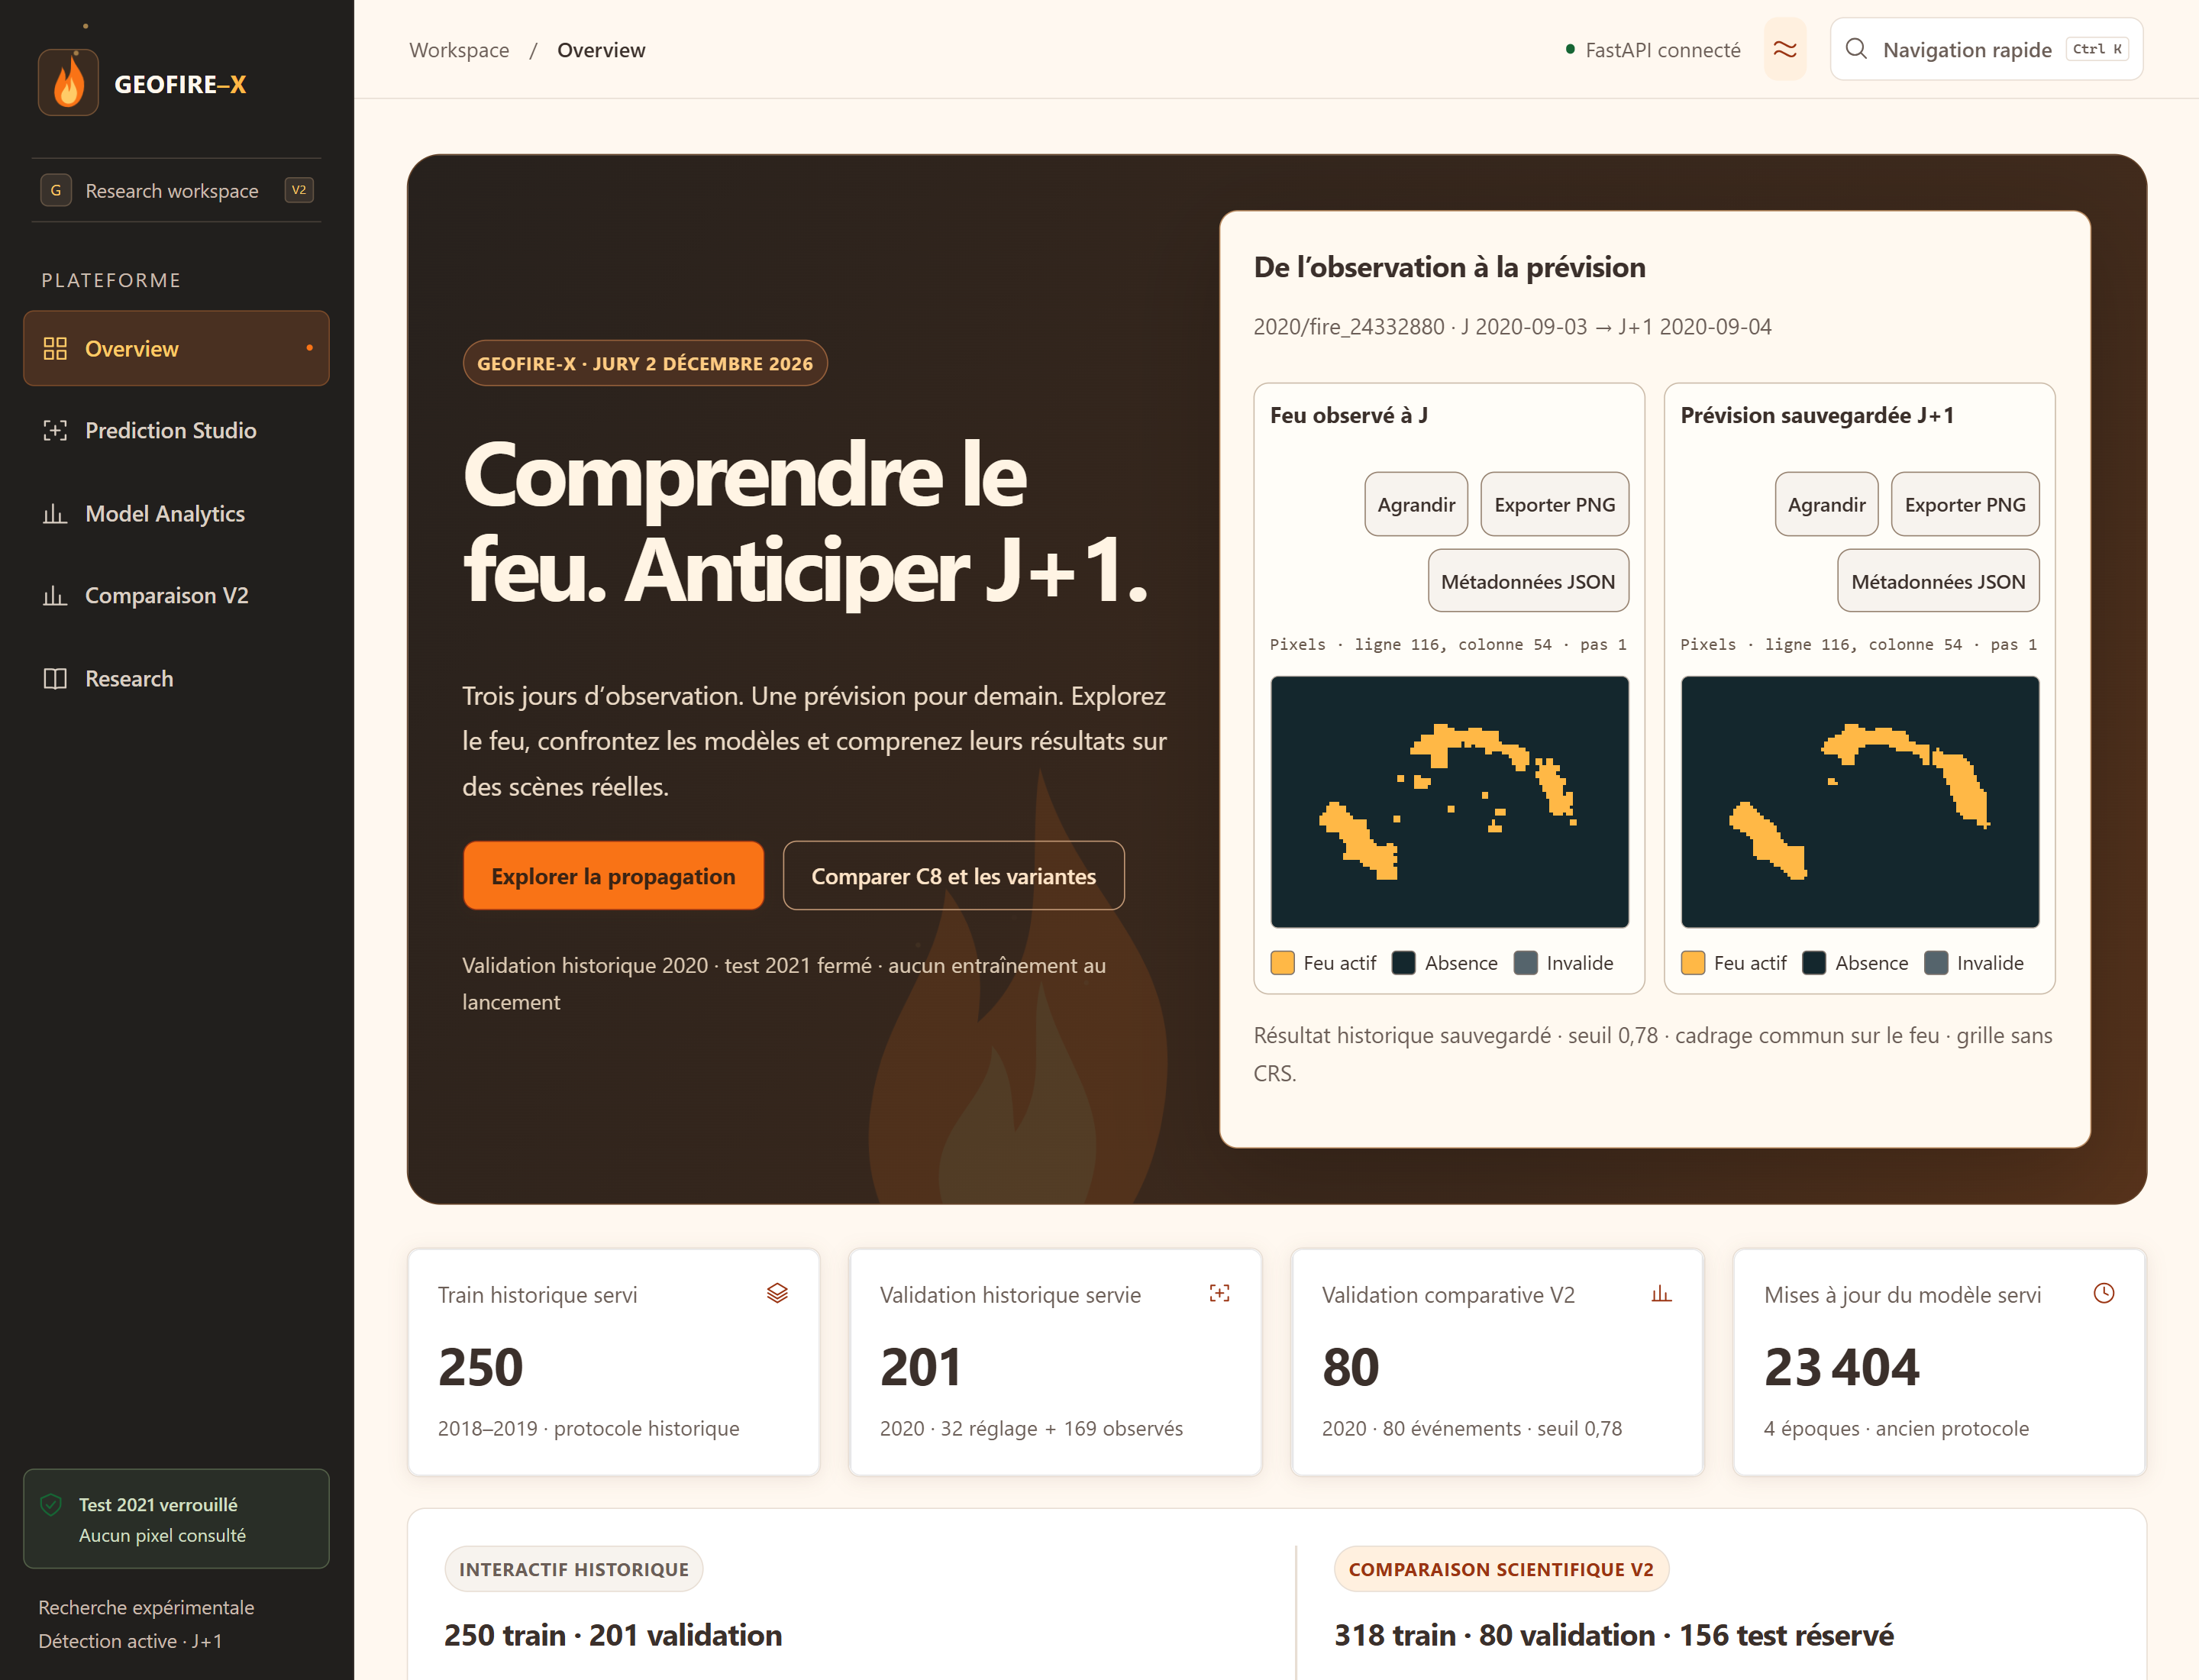 GEOFIRE–X
G Research workspace V2
PLATEFORME
Overview
Prediction Studio
Model Analytics
Comparaison V2
Research
Test 2021 verrouillé
Aucun pixel consulté
Recherche expérimentale
Détection active · J+1
Workspace / Overview
FastAPI connecté
Navigation rapide Ctrl K
GEOFIRE-X · JURY 2 DÉCEMBRE 2026
Comprendre le
feu. Anticiper J+1.
Trois jours d’observation. Une prévision pour demain. Explorez
le feu, confrontez les modèles et comprenez leurs résultats sur
des scènes réelles.
Explorer la propagation
Comparer C8 et les variantes
Validation historique 2020 · test 2021 fermé · aucun entraînement au
lancement
De l’observation à la prévision
2020/fire_24332880 · J 2020-09-03 → J+1 2020-09-04
Feu observé à J
Agrandir Exporter PNG
Métadonnées JSON
Pixels · ligne 116, colonne 54 · pas 1
Feu actif Absence Invalide
Prévision sauvegardée J+1
Agrandir Exporter PNG
Métadonnées JSON
Pixels · ligne 116, colonne 54 · pas 1
Feu actif Absence Invalide
Résultat historique sauvegardé · seuil 0,78 · cadrage commun sur le feu · grille sans
CRS.
Train historique servi
250
2018–2019 · protocole historique
Validation historique servie
201
2020 · 32 réglage + 169 observés
Validation comparative V2
80
2020 · 80 événements · seuil 0,78
Mises à jour du modèle servi
23 404
4 époques · ancien protocole
INTERACTIF HISTORIQUE
250 train · 201 validation
COMPARAISON SCIENTIFIQUE V2
318 train · 80 validation · 156 test réservé